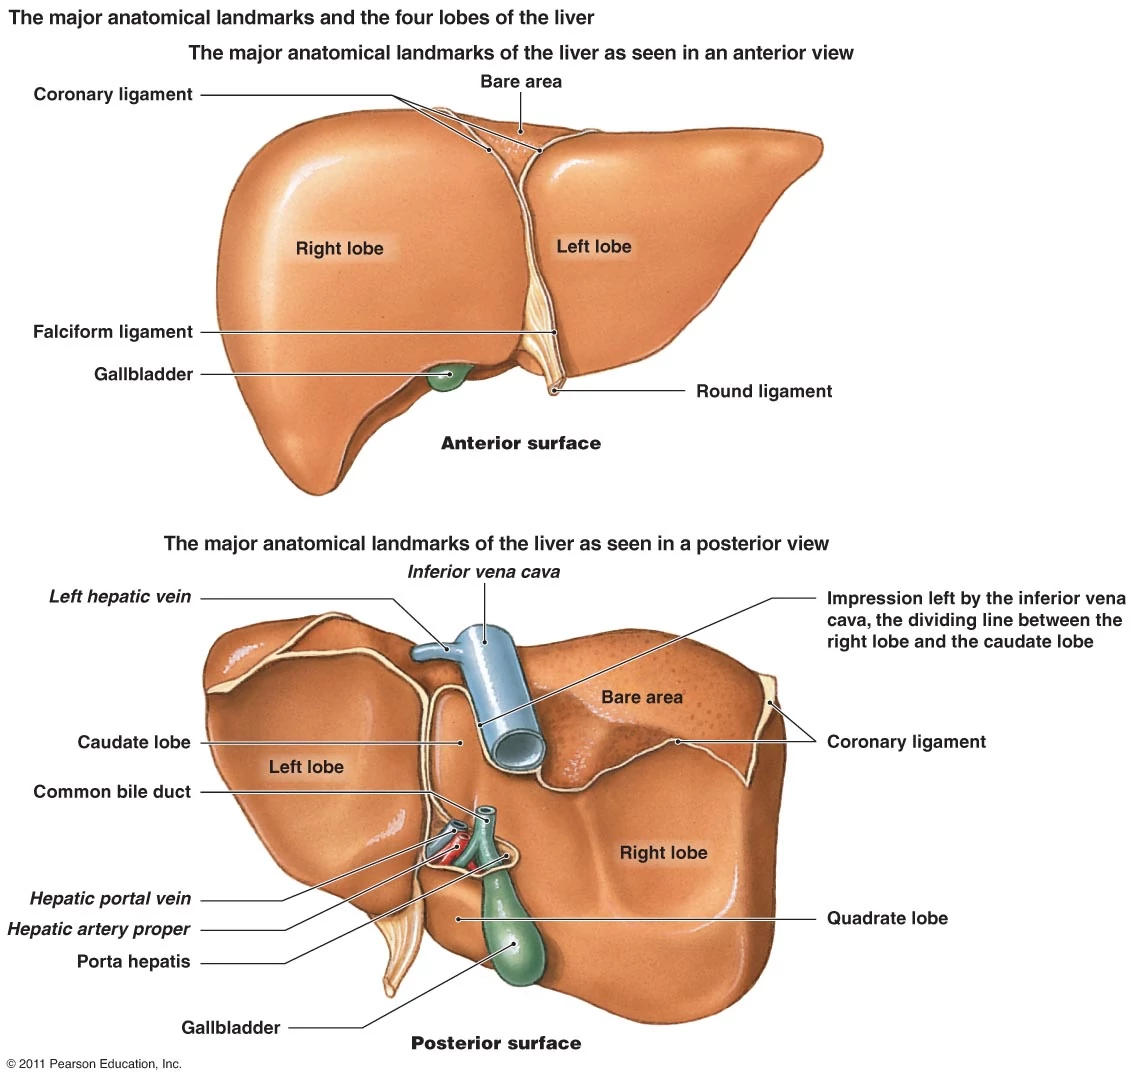 The major anatomical landmarks and the four lobes of the liver
The major anatomical landmarks of the liver as seen in an anterior view
Bare area
Coronary ligament
Right lobe
Left lobe
Falciform ligament
Gallbladder
Round ligament
Anterior surface
The major anatomical landmarks of the liver as seen in a posterior view
Inferior vena cava
Left hepatic vein
Impression left by the inferior vena
cava, the dividing line between the
right lobe and the caudate lobe
Bare area
Caudate lobe
Coronary ligament
Left lobe
Common bile duct
Right lobe
Hepatic portal vein
Quadrate lobe
Hepatic artery proper
Porta hepatis
Gallbladder
Posterior surface
© 2011 Pearson Education, Inc.